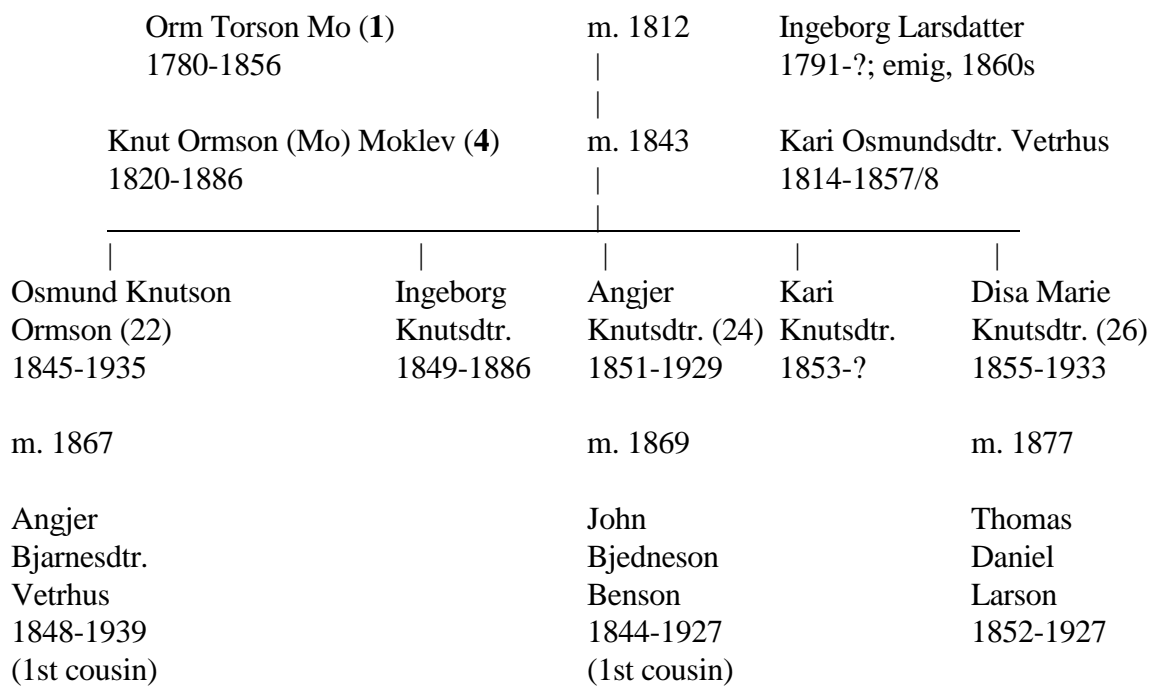 Orm Torson Mo (1) m. 1812 Ingeborg Larsdatter
1780-1856 1791-?; emig, 1860s
Knut Ormson (Mo) Moklev (4) m. 1843 Kari Osmundsdtr. Vetrhus
1820-1886 1814-1857/8
Osmund Knutson Ingeborg Angjer Kari Disa Marie
Ormson (22) Knutsdtr. Knutsdtr. (24) Knutsdtr. Knutsdtr. (26)
1845-1935 1849-1886 1851-1929 1853-? 1855-1933
m. 1867 m. 1869 m. 1877
Angjer John Thomas
Bjarnesdtr. Bjedneson Daniel
Vetrhus Benson Larson
1848-1939 1844-1927 1852-1927
(1st cousin) (1st cousin)